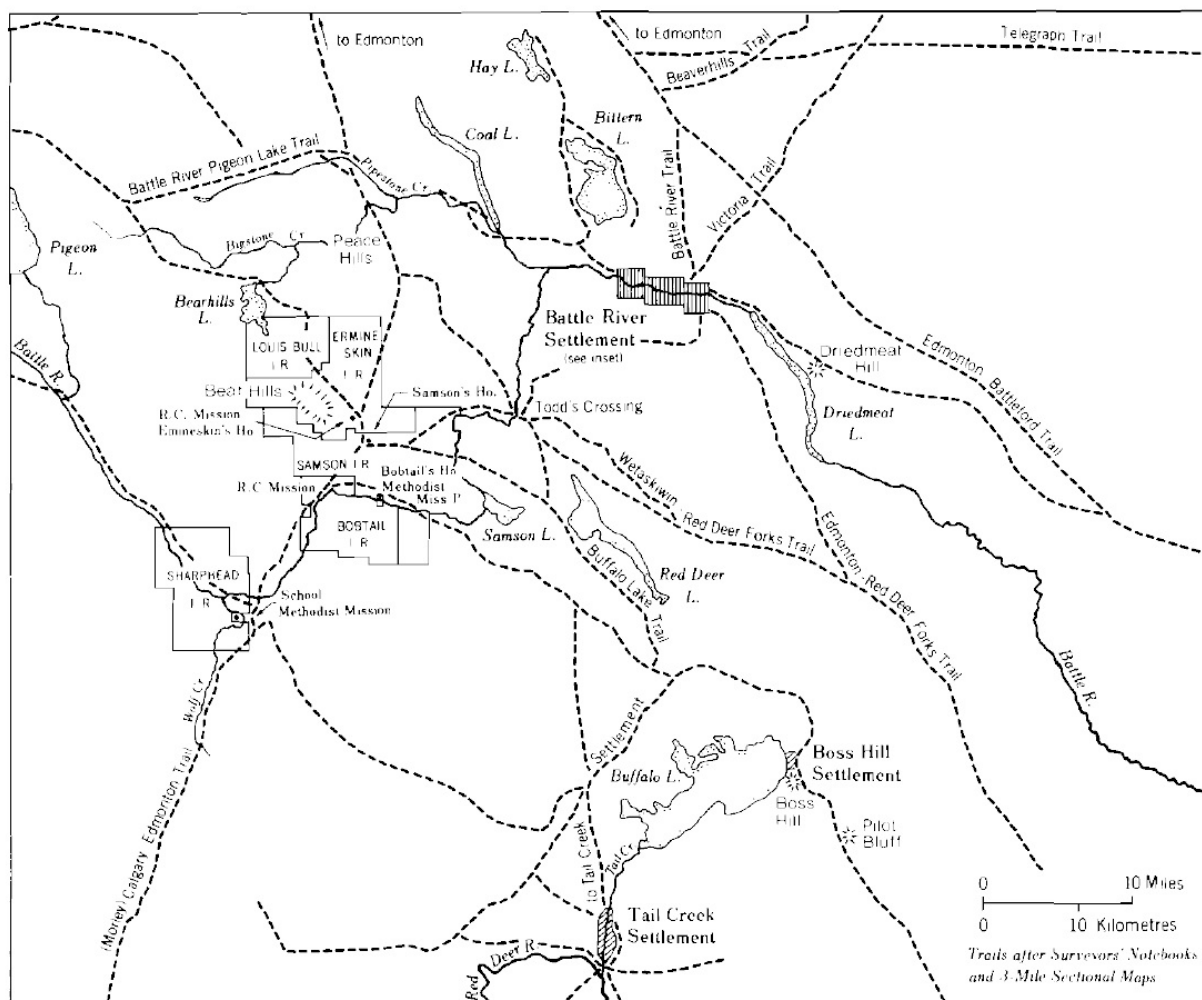 to Edmonton
to Edmonton
Telegraph Trail
Beaverhills Trail
Hay L.
Coal L.
Bittern L.
Battle River Pigeon Lake Trail
Pipestone Cr.
Battle River Trail
Victoria Trail
Pigeon L.
Bigstone Cr
Peace Hills
Bearhills L.
Battle River Settlement
(see inset)
LOUIS BULL I R
ERMINE SKIN I R
Driedmeat Hill
Edmonton Battleford Trail
Battle R.
Bear Hills
Samson's Ho.
R.C. Mission
Ermineskin's Ho
Todd's Crossing
Driedmeat L.
SAMSON I R
Bobtail's Ho
Methodist Miss P
R.C Mission
Wetaskiwin-Red Deer Forks Trail
BOBTAIL I R
Samson L.
Buffalo Lake Trail
Red Deer L.
Edmonton-Red Deer Forks Trail
SHARPHEAD I R
School
Methodist Mission
Wolf Cr
Battle R.
Settlement
to Tail Creek
Buffalo L.
Boss Hill Settlement
Boss Hill
Pilot Bluff
(Morley) Calgary Edmonton Trail
Tail Cr
Tail Creek Settlement
Red Deer R.
0 10 Miles
0 10 Kilometres
Trails after Surveyors' Notebooks
and 3-Mile Sectional Maps